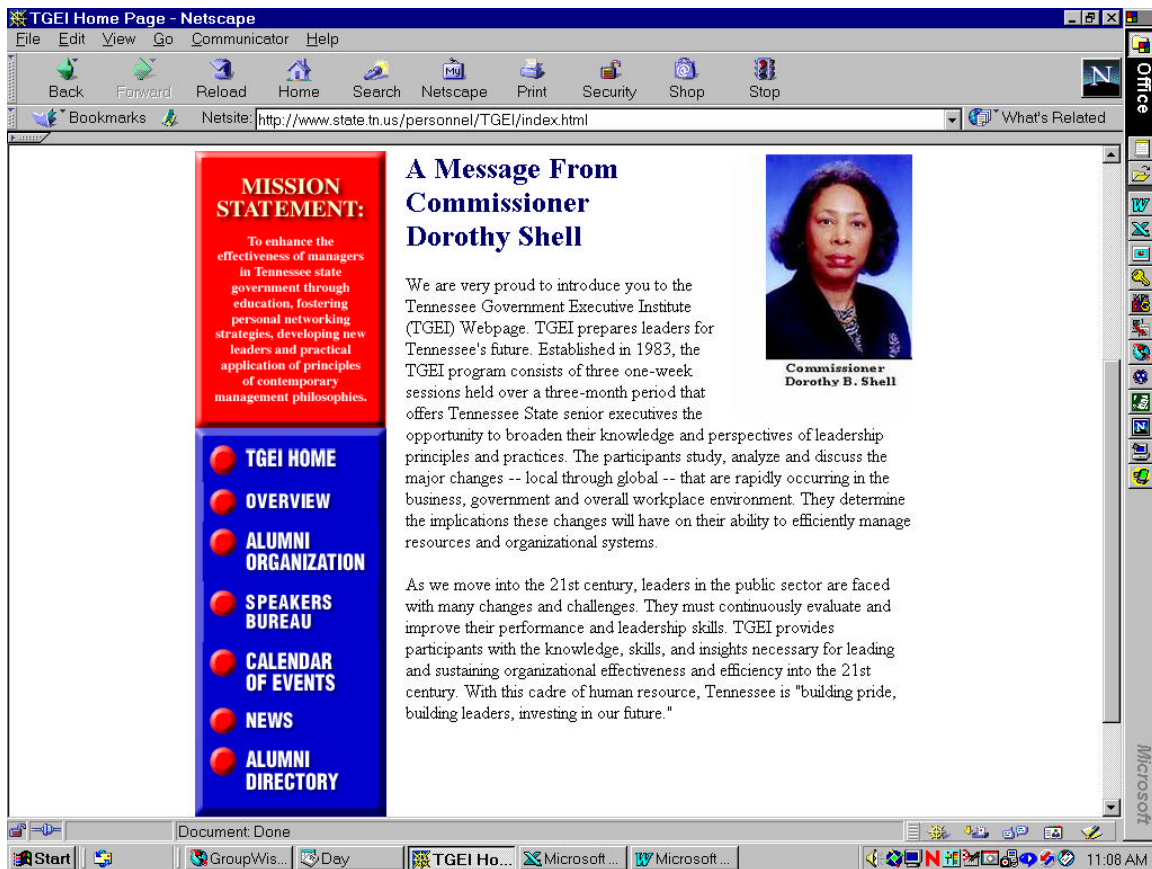 TGEI Home Page - Netscape
File Edit View Go Communicator Help
Back Forward Reload Home Search Netscape Print Security Shop Stop
Bookmarks Netsite: http://www.state.tn.us/personnel/TGEI/index.html What's Related
Office
MISSION
STATEMENT:
To enhance the
effectiveness of managers
in Tennessee state
government through
education, fostering
personal networking
strategies, developing new
leaders and practical
application of principles
of contemporary
management philosophies.
TGEI HOME
OVERVIEW
ALUMNI
ORGANIZATION
SPEAKERS
BUREAU
CALENDAR
OF EVENTS
NEWS
ALUMNI
DIRECTORY
A Message From
Commissioner
Dorothy Shell
Commissioner
Dorothy B. Shell
We are very proud to introduce you to the
Tennessee Government Executive Institute
(TGEI) Webpage. TGEI prepares leaders for
Tennessee's future. Established in 1983, the
TGEI program consists of three one-week
sessions held over a three-month period that
offers Tennessee State senior executives the
opportunity to broaden their knowledge and perspectives of leadership
principles and practices. The participants study, analyze and discuss the
major changes -- local through global -- that are rapidly occurring in the
business, government and overall workplace environment. They determine
the implications these changes will have on their ability to efficiently manage
resources and organizational systems.
As we move into the 21st century, leaders in the public sector are faced
with many changes and challenges. They must continuously evaluate and
improve their performance and leadership skills. TGEI provides
participants with the knowledge, skills, and insights necessary for leading
and sustaining organizational effectiveness and efficiency into the 21st
century. With this cadre of human resource, Tennessee is "building pride,
building leaders, investing in our future."
Microsoft
Document: Done
Start GroupWis... Day TGEI Ho... Microsoft ... Microsoft ... 11:08 AM